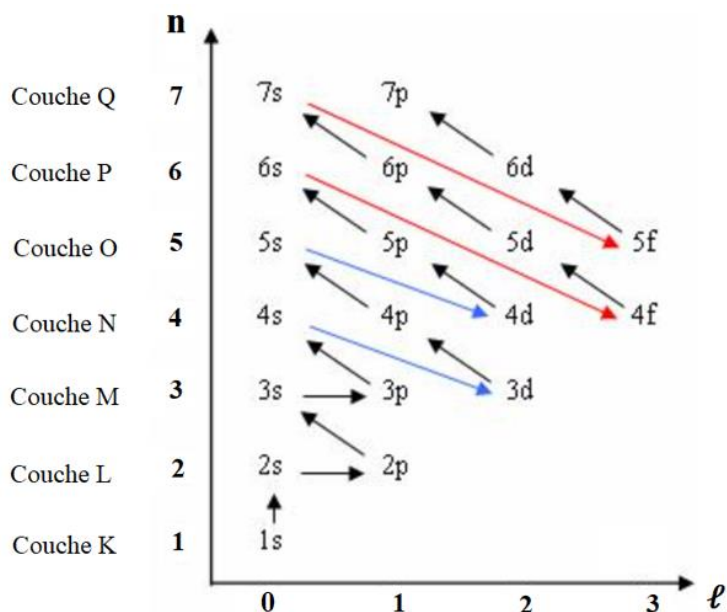 n
Couche Q 7 7s 7p
Couche P 6 6s 6p 6d
Couche O 5 5s 5p 5d 5f
Couche N 4 4s 4p 4d 4f
Couche M 3 3s 3p 3d
Couche L 2 2s 2p
Couche K 1 1s
0 1 2 3 ℓ